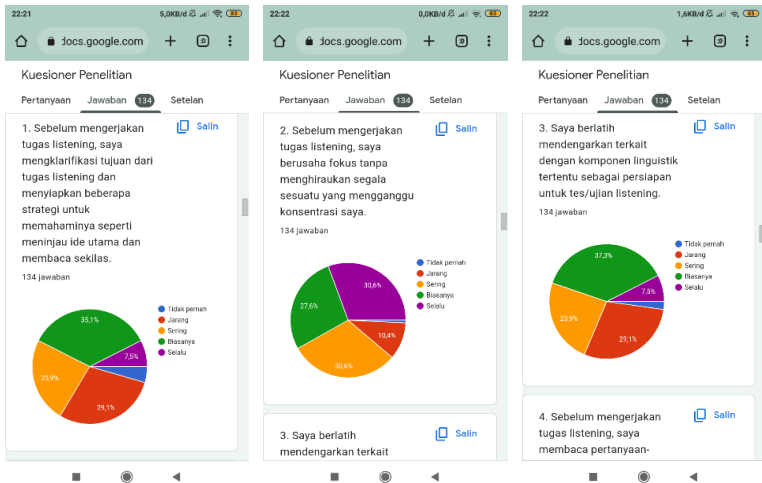 22:21
5,0KB/d
83
docs.google.com
:D
Kuesioner Penelitian
Pertanyaan Jawaban 134 Setelan
1. Sebelum mengerjakan
tugas listening, saya
mengklarifikasi tujuan dari
tugas listening dan
menyiapkan beberapa
strategi untuk
memahaminya seperti
meninjau ide utama dan
membaca sekilas.
Salin
134 jawaban
35,1%
7,5%
23,9%
29,1%
Tidak pernah
Jarang
Sering
Biasanya
Selalu
22:22
0,0KB/d
83
docs.google.com
:D
Kuesioner Penelitian
Pertanyaan Jawaban 134 Setelan
2. Sebelum mengerjakan
tugas listening, saya
berusaha fokus tanpa
menghiraukan segala
sesuatu yang mengganggu
konsentrasi saya.
Salin
134 jawaban
30,6%
27,6%
10,4%
30,6%
Tidak pernah
Jarang
Sering
Biasanya
Selalu
3. Saya berlatih
mendengarkan terkait
Salin
22:22
1,6KB/d
83
docs.google.com
:D
Kuesioner Penelitian
Pertanyaan Jawaban 134 Setelan
3. Saya berlatih
mendengarkan terkait
dengan komponen linguistik
tertentu sebagai persiapan
untuk tes/ujian listening.
Salin
134 jawaban
37,3%
7,5%
23,9%
29,1%
Tidak pernah
Jarang
Sering
Biasanya
Selalu
4. Sebelum mengerjakan
tugas listening, saya
membaca pertanyaan-
Salin